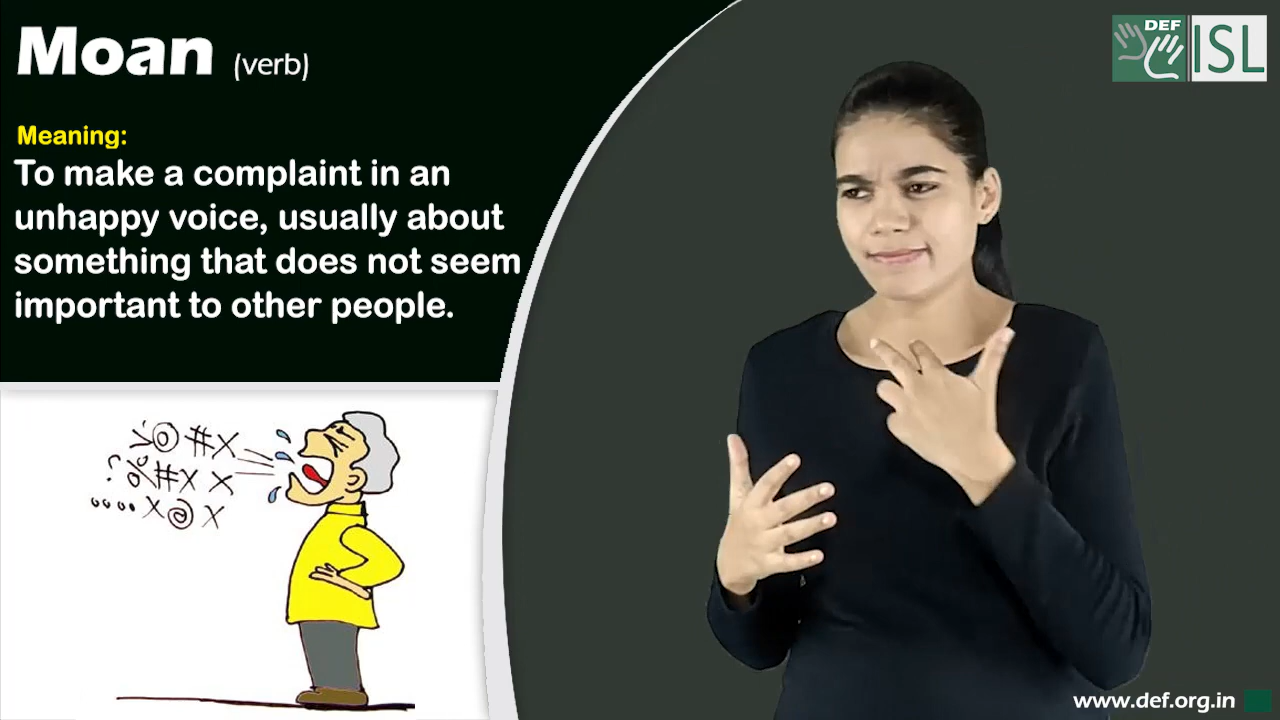 Moan (verb)
Meaning:
To make a complaint in an
unhappy voice, usually about
something that does not seem
important to other people.
DEF
ISL
@ # X
? % # X X
.... X @ X
www.def.org.in